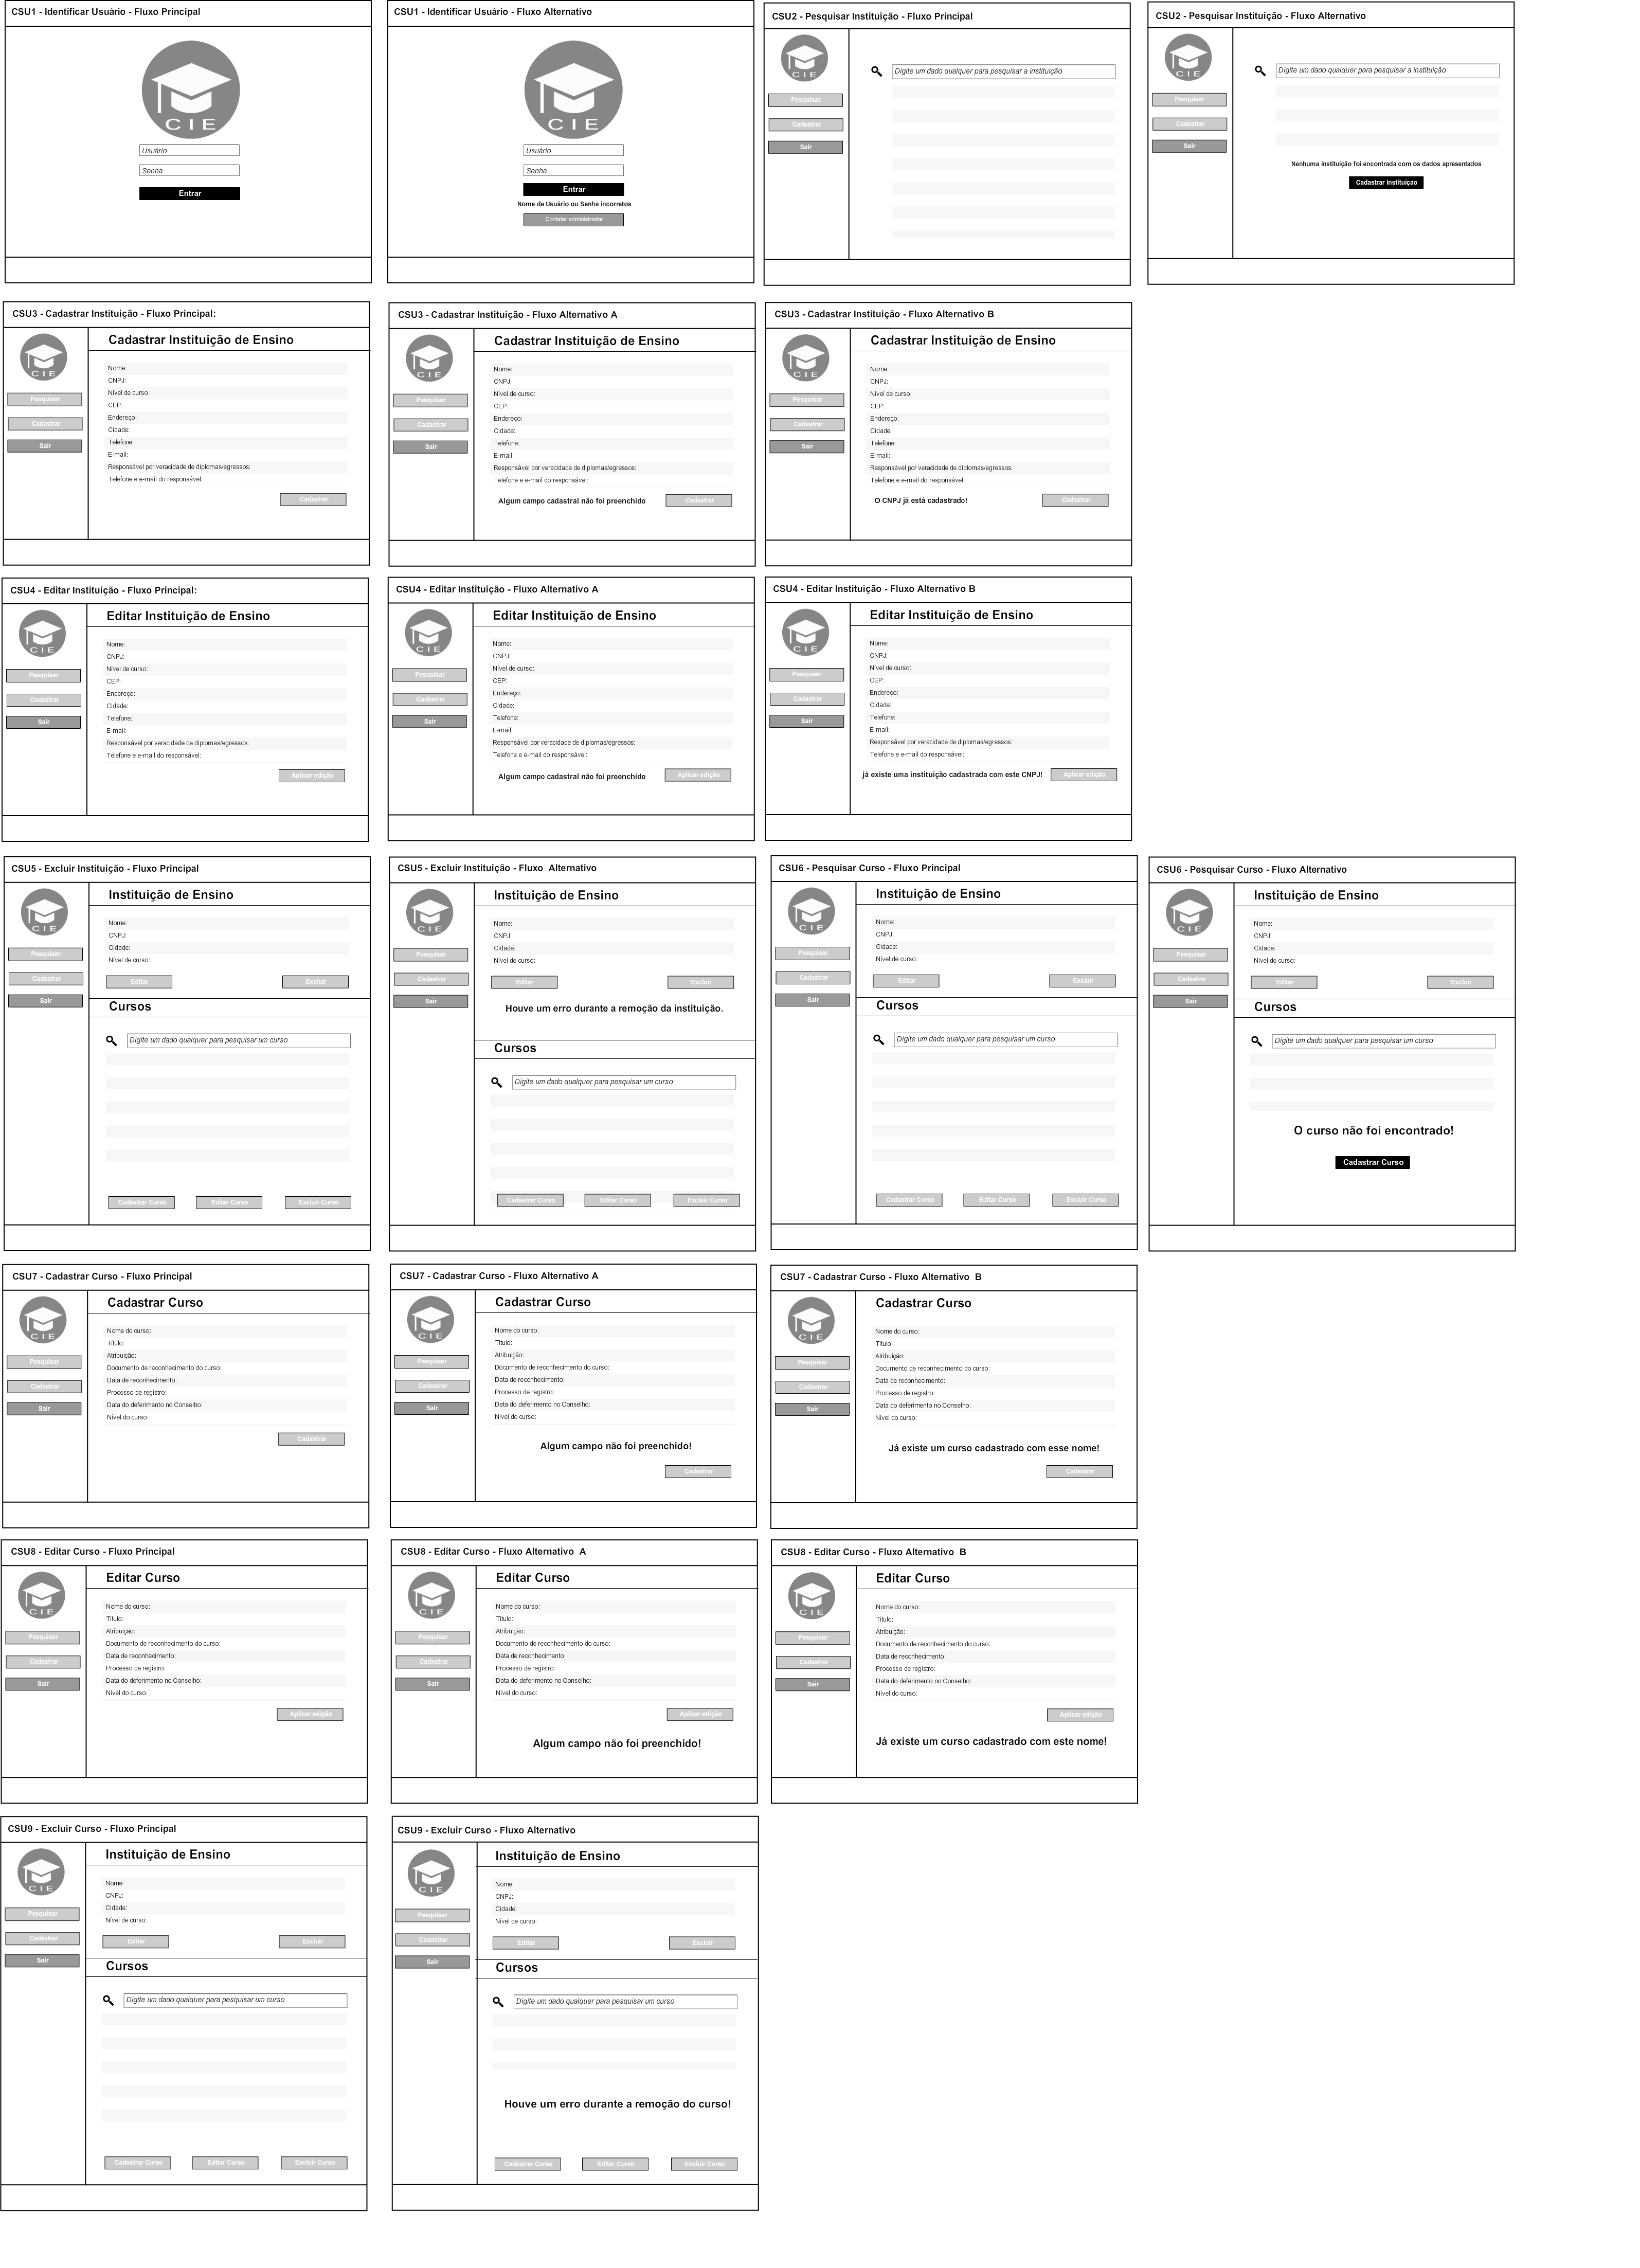 CSU1 - Identificar Usuário - Fluxo Principal
CIE
Usuário
Senha
Entrar
CSU1 - Identificar Usuário - Fluxo Alternativo
CIE
Usuário
Senha
Entrar
Nome de Usuário ou Senha incorretos
Contatar administrador
CSU2 - Pesquisar Instituição - Fluxo Principal
CIE
Pesquisar
Cadastrar
Sair
Digite um dado qualquer para pesquisar a instituição
CSU2 - Pesquisar Instituição - Fluxo Alternativo
CIE
Pesquisar
Cadastrar
Sair
Digite um dado qualquer para pesquisar a instituição
Nenhuma instituição foi encontrada com os dados apresentados
Cadastrar instituiçao
CSU3 - Cadastrar Instituição - Fluxo Principal:
CIE
Pesquisar
Cadastrar
Sair
Cadastrar Instituição de Ensino
Nome:
CNPJ:
Nível de curso:
CEP:
Endereço:
Cidade:
Telefone:
E-mail:
Responsável por veracidade de diplomas/egressos:
Telefone e e-mail do responsável:
Cadastrar
CSU3 - Cadastrar Instituição - Fluxo Alternativo A
CIE
Pesquisar
Cadastrar
Sair
Cadastrar Instituição de Ensino
Nome:
CNPJ:
Nível de curso:
CEP:
Endereço:
Cidade:
Telefone:
E-mail:
Responsável por veracidade de diplomas/egressos:
Telefone e e-mail do responsável:
Algum campo cadastral não foi preenchido
Cadastrar
CSU3 - Cadastrar Instituição - Fluxo Alternativo B
CIE
Pesquisar
Cadastrar
Sair
Cadastrar Instituição de Ensino
Nome:
CNPJ:
Nível de curso:
CEP:
Endereço:
Cidade:
Telefone:
E-mail:
Responsável por veracidade de diplomas/egressos:
Telefone e e-mail do responsável:
O CNPJ já está cadastrado!
Cadastrar
CSU4 - Editar Instituição - Fluxo Principal:
CIE
Pesquisar
Cadastrar
Sair
Editar Instituição de Ensino
Nome:
CNPJ:
Nível de curso:
CEP:
Endereço:
Cidade:
Telefone:
E-mail:
Responsável por veracidade de diplomas/egressos:
Telefone e e-mail do responsável:
Aplicar edição
CSU4 - Editar Instituição - Fluxo Alternativo A
CIE
Pesquisar
Cadastrar
Sair
Editar Instituição de Ensino
Nome:
CNPJ:
Nível de curso:
CEP:
Endereço:
Cidade:
Telefone:
E-mail:
Responsável por veracidade de diplomas/egressos:
Telefone e e-mail do responsável:
Algum campo cadastral não foi preenchido
Aplicar edição
CSU4 - Editar Instituição - Fluxo Alternativo B
CIE
Pesquisar
Cadastrar
Sair
Editar Instituição de Ensino
Nome:
CNPJ:
Nível de curso:
CEP:
Endereço:
Cidade:
Telefone:
E-mail:
Responsável por veracidade de diplomas/egressos:
Telefone e e-mail do responsável:
já existe uma instituição cadastrada com este CNPJ!
Aplicar edição
CSU5 - Excluir Instituição - Fluxo Principal
CIE
Pesquisar
Cadastrar
Sair
Instituição de Ensino
Nome:
CNPJ:
Cidade:
Nível de curso:
Editar
Excluir
Cursos
Digite um dado qualquer para pesquisar um curso
Cadastrar Curso
Editar Curso
Excluir Curso
CSU5 - Excluir Instituição - Fluxo  Alternativo
CIE
Pesquisar
Cadastrar
Sair
Instituição de Ensino
Nome:
CNPJ:
Cidade:
Nível de curso:
Editar
Excluir
Houve um erro durante a remoção da instituição.
Cursos
Digite um dado qualquer para pesquisar um curso
Cadastrar Curso
Editar Curso
Excluir Curso
CSU6 - Pesquisar Curso - Fluxo Principal
CIE
Pesquisar
Cadastrar
Sair
Instituição de Ensino
Nome:
CNPJ:
Cidade:
Nível de curso:
Editar
Excluir
Cursos
Digite um dado qualquer para pesquisar um curso
Cadastrar Curso
Editar Curso
Excluir Curso
CSU6 - Pesquisar Curso - Fluxo Alternativo
CIE
Pesquisar
Cadastrar
Sair
Instituição de Ensino
Nome:
CNPJ:
Cidade:
Nível de curso:
Editar
Excluir
Cursos
Digite um dado qualquer para pesquisar um curso
O curso não foi encontrado!
Cadastrar Curso
CSU7 - Cadastrar Curso - Fluxo Principal
CIE
Pesquisar
Cadastrar
Sair
Cadastrar Curso
Nome do curso:
Título:
Atribuição:
Documento de reconhecimento do curso:
Data de reconhecimento:
Processo de registro:
Data do deferimento no Conselho:
Nível do curso:
Cadastrar
CSU7 - Cadastrar Curso - Fluxo Alternativo A
CIE
Pesquisar
Cadastrar
Sair
Cadastrar Curso
Nome do curso:
Título:
Atribuição:
Documento de reconhecimento do curso:
Data de reconhecimento:
Processo de registro:
Data do deferimento no Conselho:
Nível do curso:
Algum campo não foi preenchido!
Cadastrar
CSU7 - Cadastrar Curso - Fluxo Alternativo  B
CIE
Pesquisar
Cadastrar
Sair
Cadastrar Curso
Nome do curso:
Título:
Atribuição:
Documento de reconhecimento do curso:
Data de reconhecimento:
Processo de registro:
Data do deferimento no Conselho:
Nível do curso:
Já existe um curso cadastrado com esse nome!
Cadastrar
CSU8 - Editar Curso - Fluxo Principal
CIE
Pesquisar
Cadastrar
Sair
Editar Curso
Nome do curso:
Título:
Atribuição:
Documento de reconhecimento do curso:
Data de reconhecimento:
Processo de registro:
Data do deferimento no Conselho:
Nível do curso:
Aplicar edição
CSU8 - Editar Curso - Fluxo Alternativo  A
CIE
Pesquisar
Cadastrar
Sair
Editar Curso
Nome do curso:
Título:
Atribuição:
Documento de reconhecimento do curso:
Data de reconhecimento:
Processo de registro:
Data do deferimento no Conselho:
Nível do curso:
Aplicar edição
Algum campo não foi preenchido!
CSU8 - Editar Curso - Fluxo Alternativo  B
CIE
Pesquisar
Cadastrar
Sair
Editar Curso
Nome do curso:
Título:
Atribuição:
Documento de reconhecimento do curso:
Data de reconhecimento:
Processo de registro:
Data do deferimento no Conselho:
Nível do curso:
Aplicar edição
Já existe um curso cadastrado com este nome!
CSU9 - Excluir Curso - Fluxo Principal
CIE
Pesquisar
Cadastrar
Sair
Instituição de Ensino
Nome:
CNPJ:
Cidade:
Nível de curso:
Editar
Excluir
Cursos
Digite um dado qualquer para pesquisar um curso
Cadastrar Curso
Editar Curso
Excluir Curso
CSU9 - Excluir Curso - Fluxo Alternativo
CIE
Pesquisar
Cadastrar
Sair
Instituição de Ensino
Nome:
CNPJ:
Cidade:
Nível de curso:
Editar
Excluir
Cursos
Digite um dado qualquer para pesquisar um curso
Houve um erro durante a remoção do curso!
Cadastrar Curso
Editar Curso
Excluir Curso